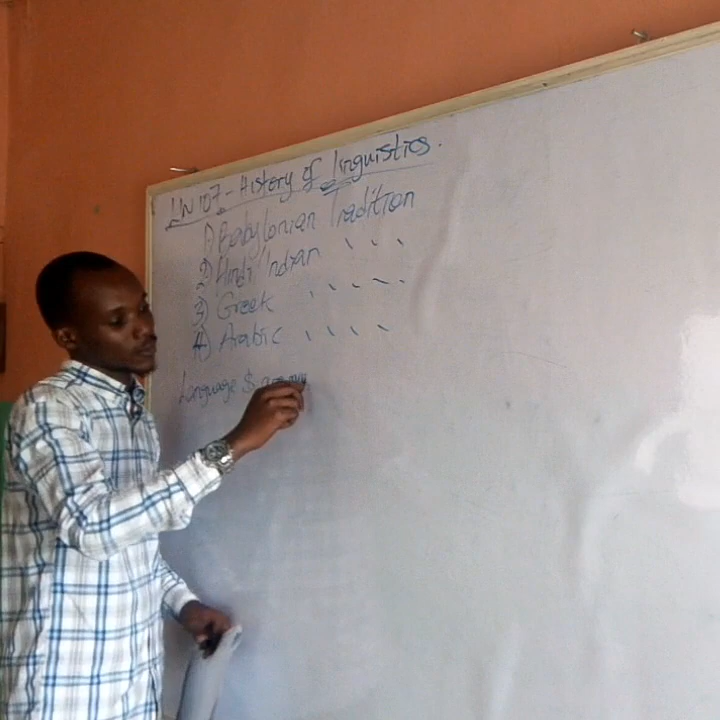 LIN 107 - History of linguistics.
1) Babylonian Tradition
2) Hindi Indian 、 、 、
3) Greek 、 、 、 、
4) Arabic 、 、 、 、
Language $